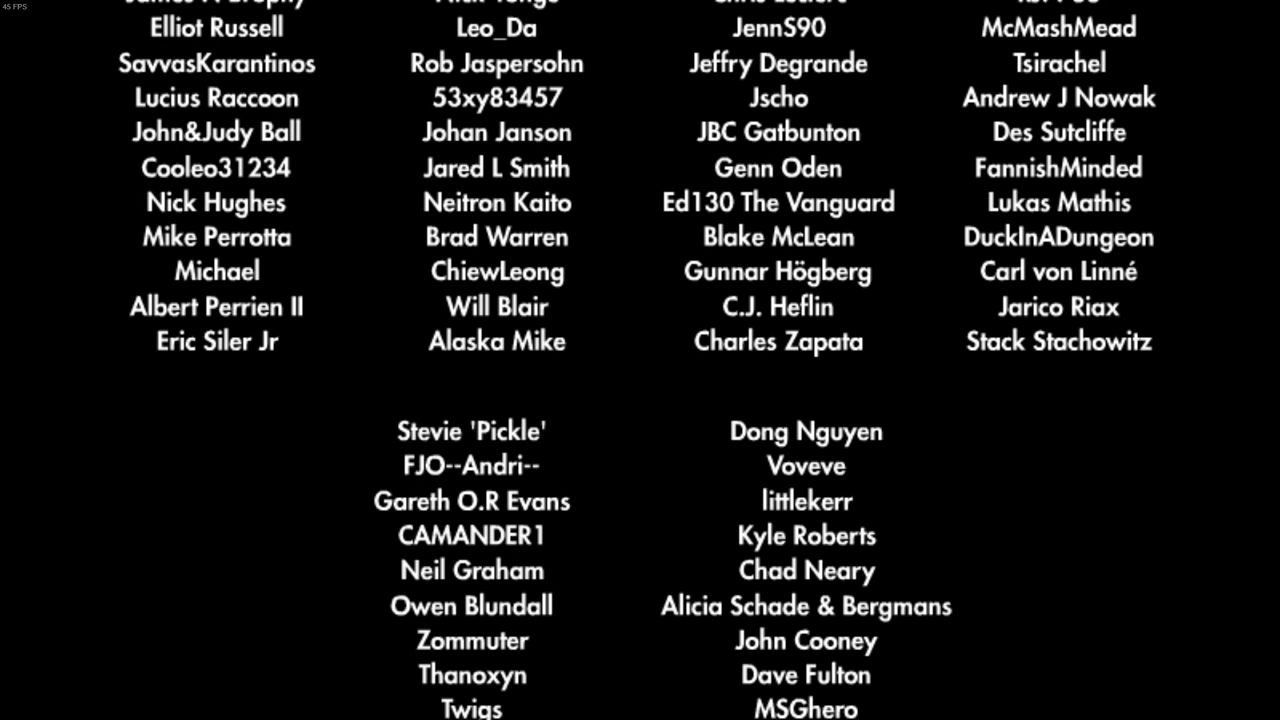 45 FPS
Elliot Russell
Leo_Da
JennS90
McMashMead
SavvasKarantinos
Rob Jaspersohn
Jeffry Degrande
Tsirachel
Lucius Raccoon
53xy83457
Jscho
Andrew J Nowak
John&Judy Ball
Johan Janson
JBC Gatbunton
Des Sutcliffe
Cooleo31234
Jared L Smith
Genn Oden
FannishMinded
Nick Hughes
Neitron Kaito
Ed130 The Vanguard
Lukas Mathis
Mike Perrotta
Brad Warren
Blake McLean
DuckInADungeon
Michael
ChiewLeong
Gunnar Högberg
Carl von Linné
Albert Perrien II
Will Blair
C.J. Heflin
Jarico Riax
Eric Siler Jr
Alaska Mike
Charles Zapata
Stack Stachowitz
Stevie 'Pickle'
Dong Nguyen
FJO--Andri--
Voveve
Gareth O.R Evans
littlekerr
CAMANDER1
Kyle Roberts
Neil Graham
Chad Neary
Owen Blundall
Alicia Schade & Bergmans
Zommuter
John Cooney
Thanoxyn
Dave Fulton
Twigs
MSGhero